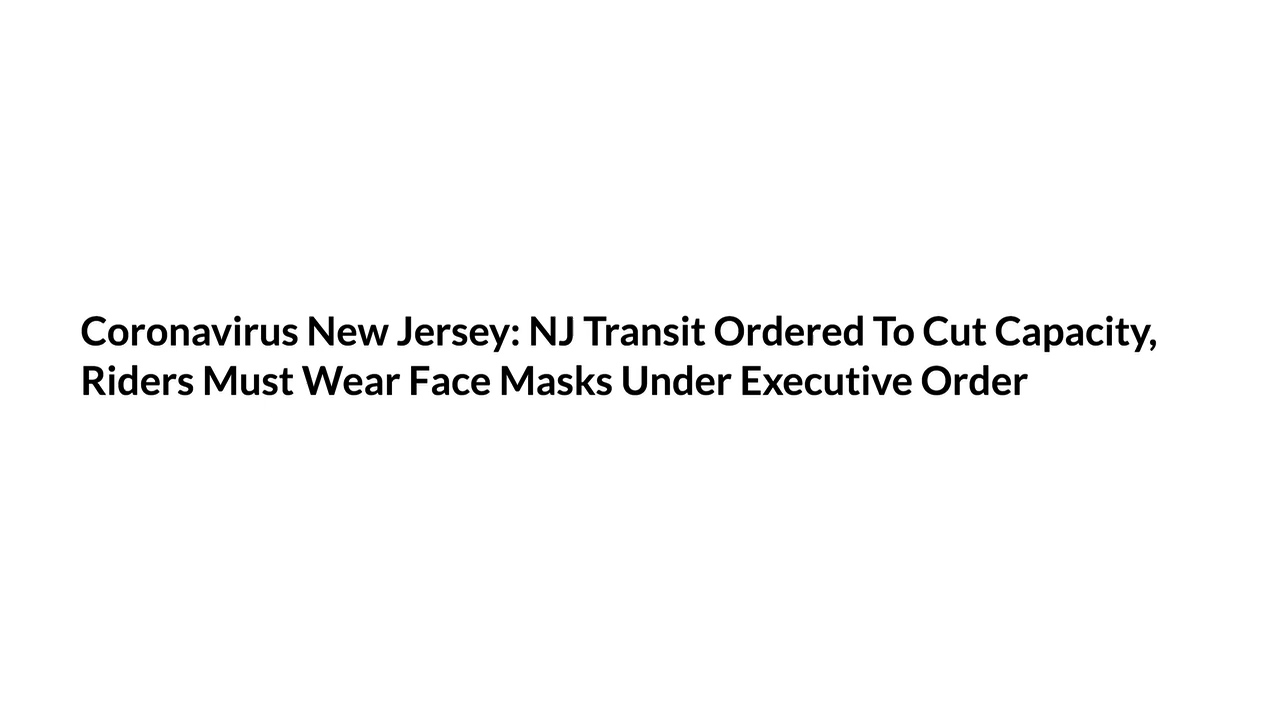 Coronavirus New Jersey: NJ Transit Ordered To Cut Capacity,
Riders Must Wear Face Masks Under Executive Order